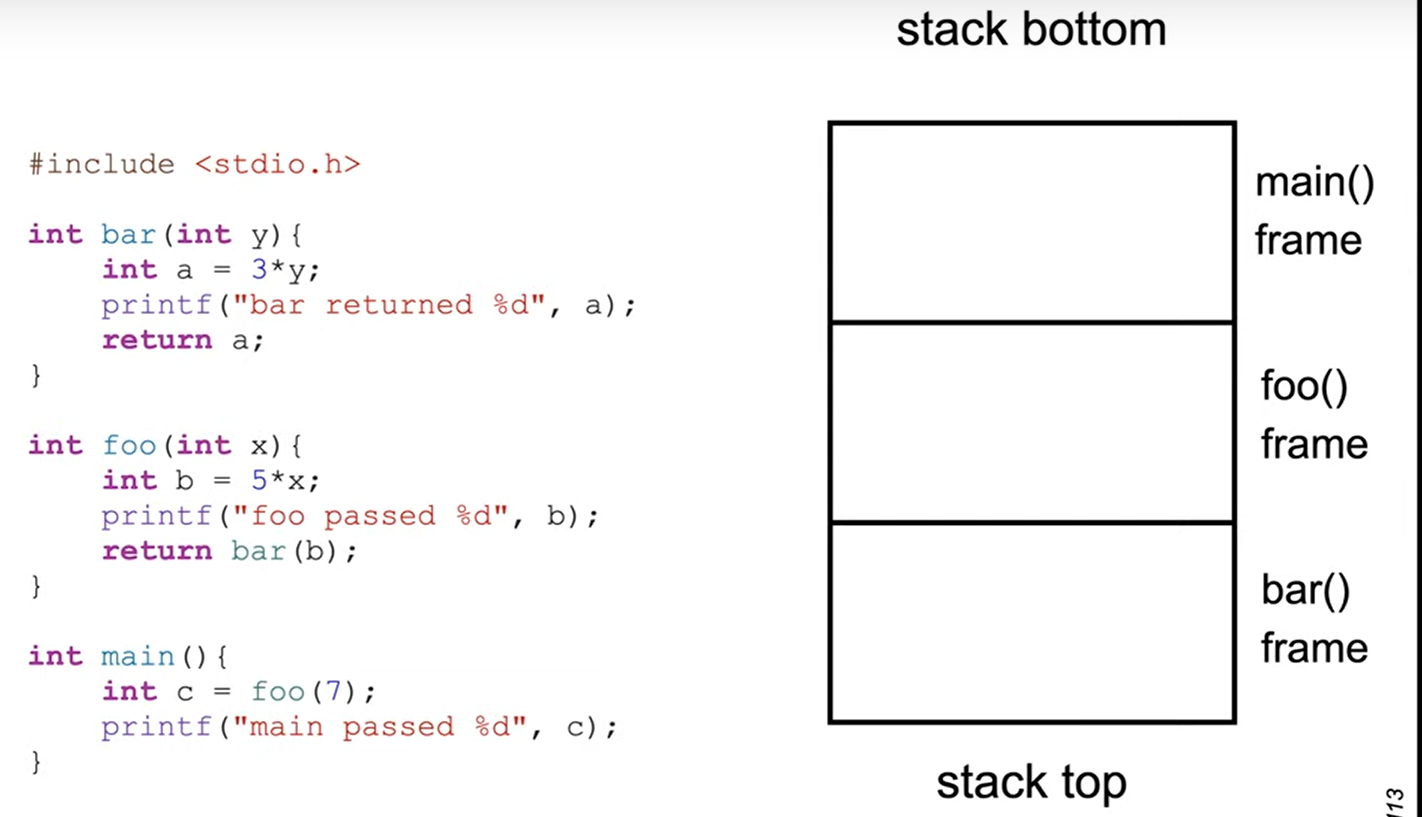 #include <stdio.h>
int bar(int y){
int a = 3*y;
printf("bar returned %d", a);
return a;
}
int foo(int x){
int b = 5*x;
printf("foo passed %d", b);
return bar(b);
}
int main(){
int c = foo(7);
printf("main passed %d", c);
}
stack bottom
main()
frame
foo()
frame
bar()
frame
stack top
113